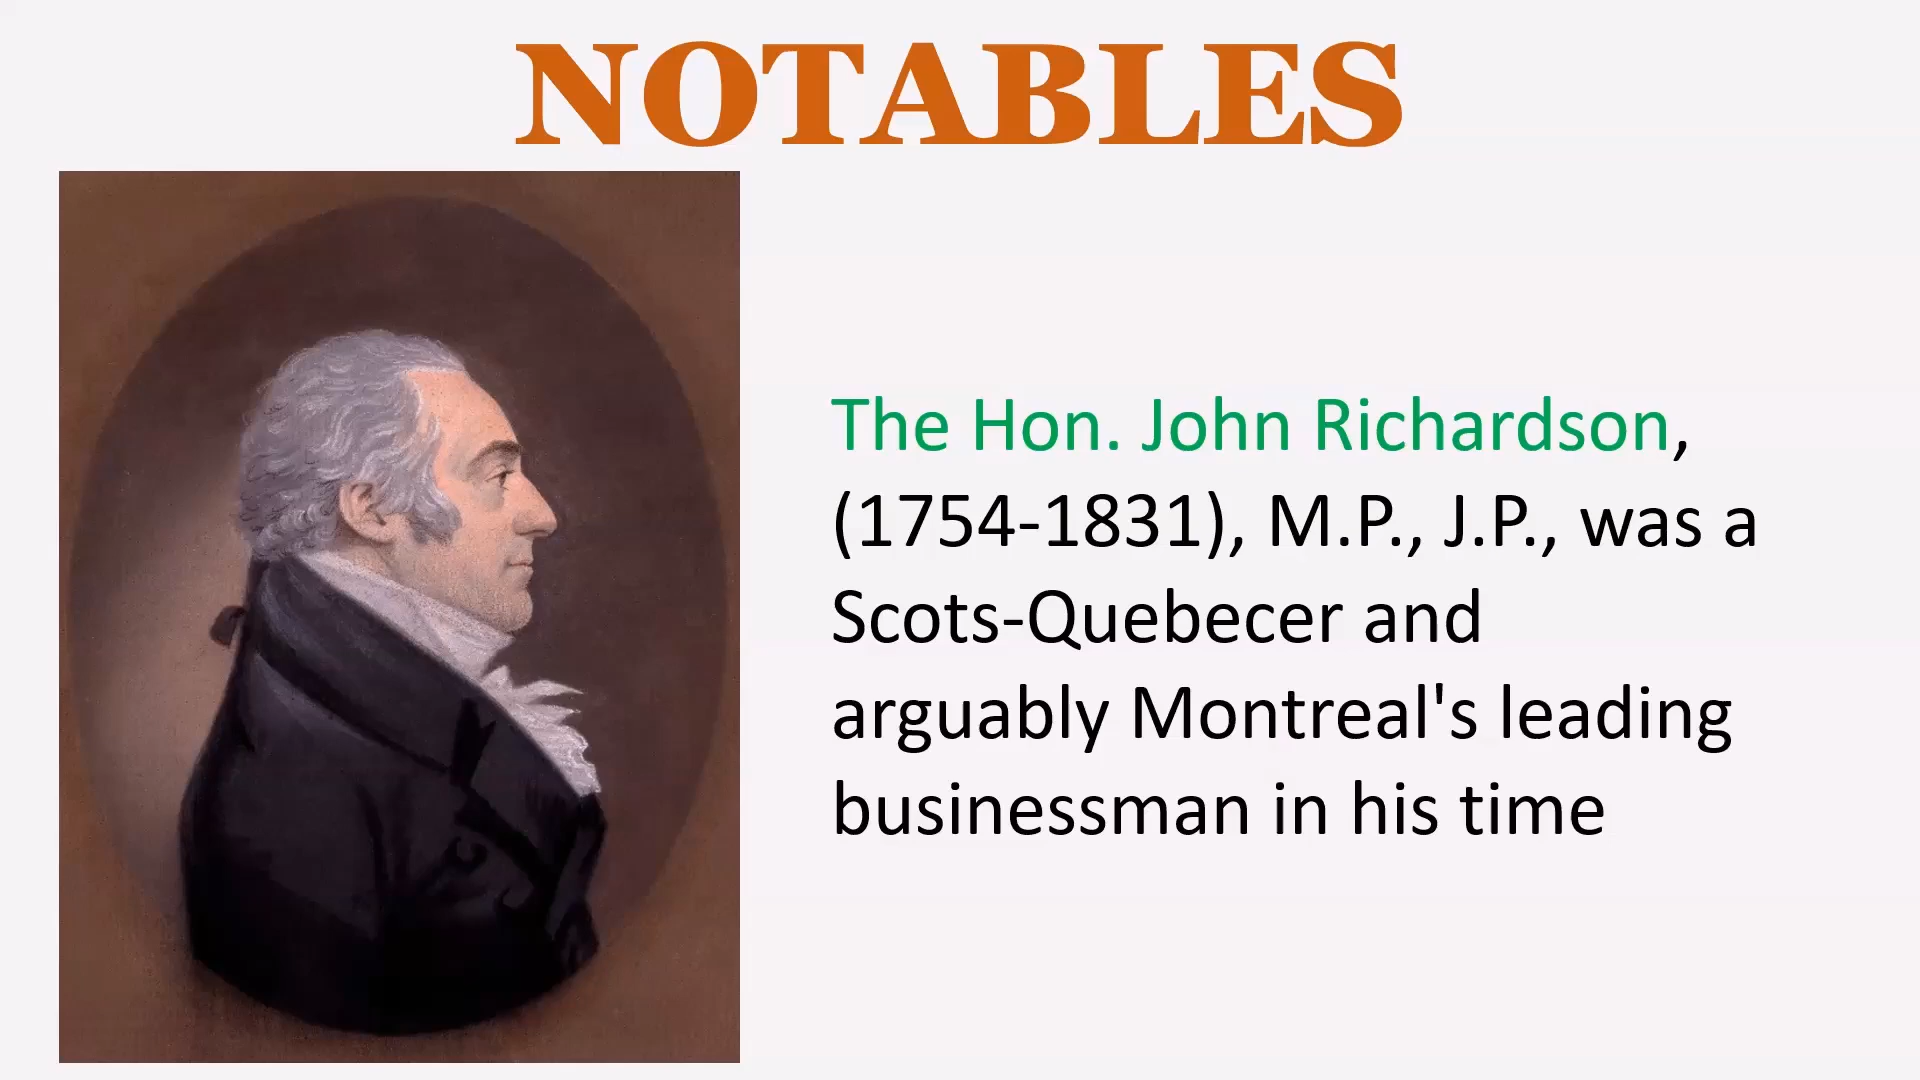 NOTABLES
The Hon. John Richardson,
(1754-1831), M.P., J.P., was a
Scots-Quebecer and
arguably Montreal's leading
businessman in his time